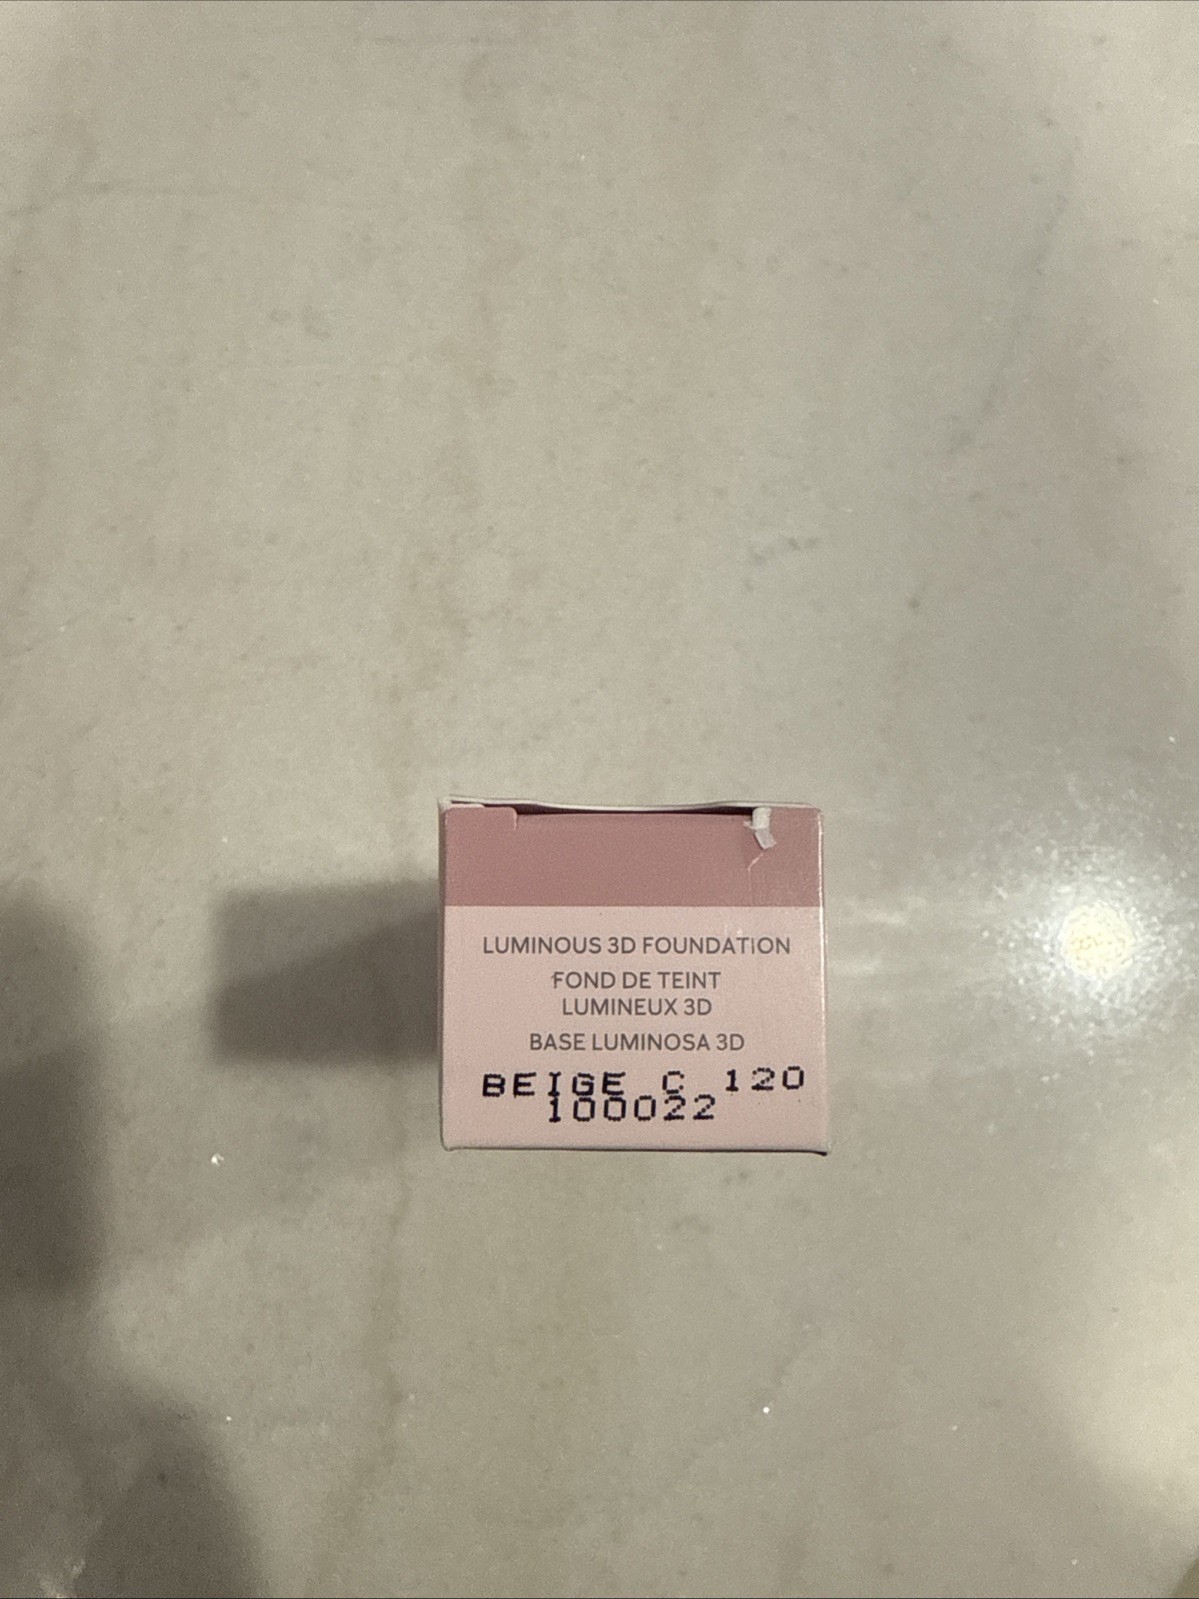 LUMINOUS 3D FOUNDATION
FOND DE TEINT
LUMINEUX 3D
BASE LUMINOSA 3D
BEIGE C 120
100022